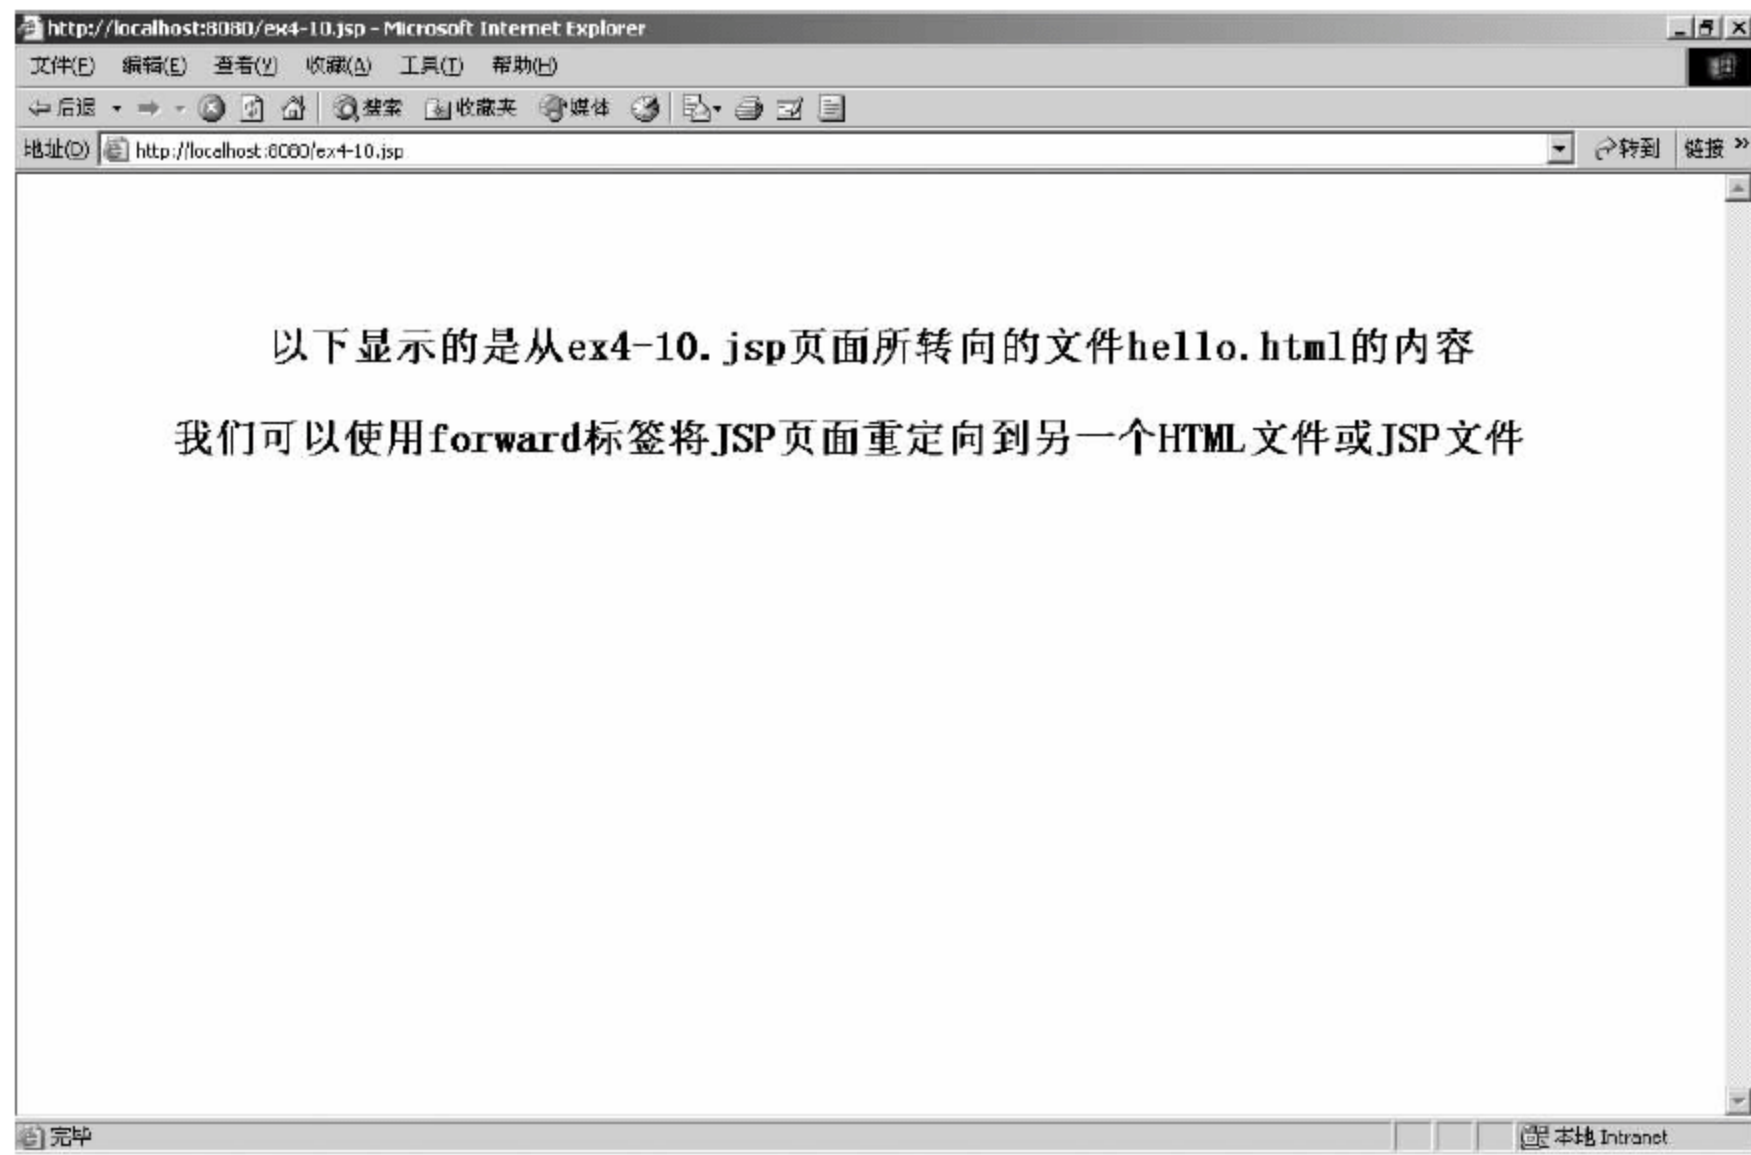 http://localhost:8080/ex4-10.jsp - Microsoft Internet Explorer
文件(F) 编辑(E) 查看(V) 收藏(A) 工具(T) 帮助(H)
后退 搜索 收藏夹 媒体
地址(D) http://localhost:8080/ex4-10.jsp 转到 链接 »
以下显示的是从ex4-10.jsp页面所转向的文件hello.html的内容
我们可以使用forward标签将JSP页面重定向到另一个HTML文件或JSP文件
完毕 本地 Intranet